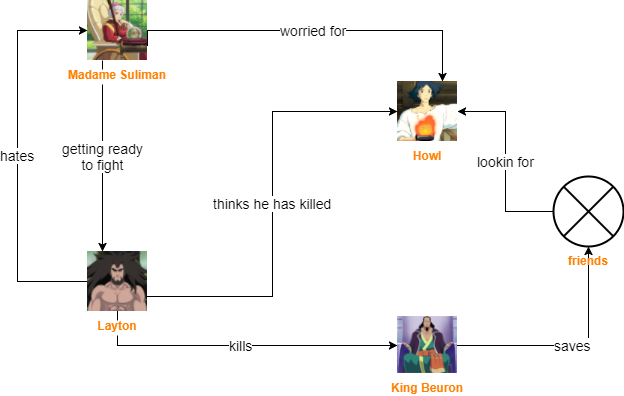 worried for
Madame Suliman
hates
getting ready
to fight
Howl
lookin for
thinks he has killed
friends
Layton
kills
saves
King Beuron